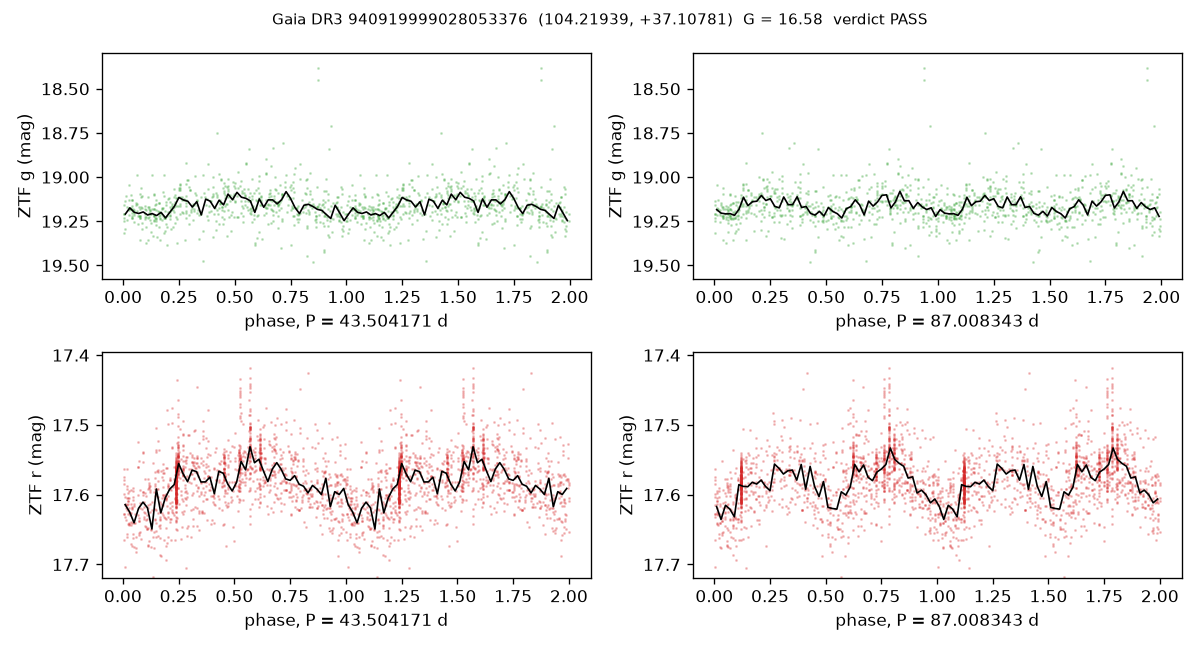 Gaia DR3 940919999028053376 (104.21939, +37.10781) G = 16.58 verdict PASS
ZTF g (mag)
18.50
18.75
19.00
19.25
19.50
0.00 0.25 0.50 0.75 1.00 1.25 1.50 1.75 2.00
phase, P = 43.504171 d
ZTF g (mag)
18.50
18.75
19.00
19.25
19.50
0.00 0.25 0.50 0.75 1.00 1.25 1.50 1.75 2.00
phase, P = 87.008343 d
ZTF r (mag)
17.4
17.5
17.6
17.7
0.00 0.25 0.50 0.75 1.00 1.25 1.50 1.75 2.00
phase, P = 43.504171 d
ZTF r (mag)
17.4
17.5
17.6
17.7
0.00 0.25 0.50 0.75 1.00 1.25 1.50 1.75 2.00
phase, P = 87.008343 d